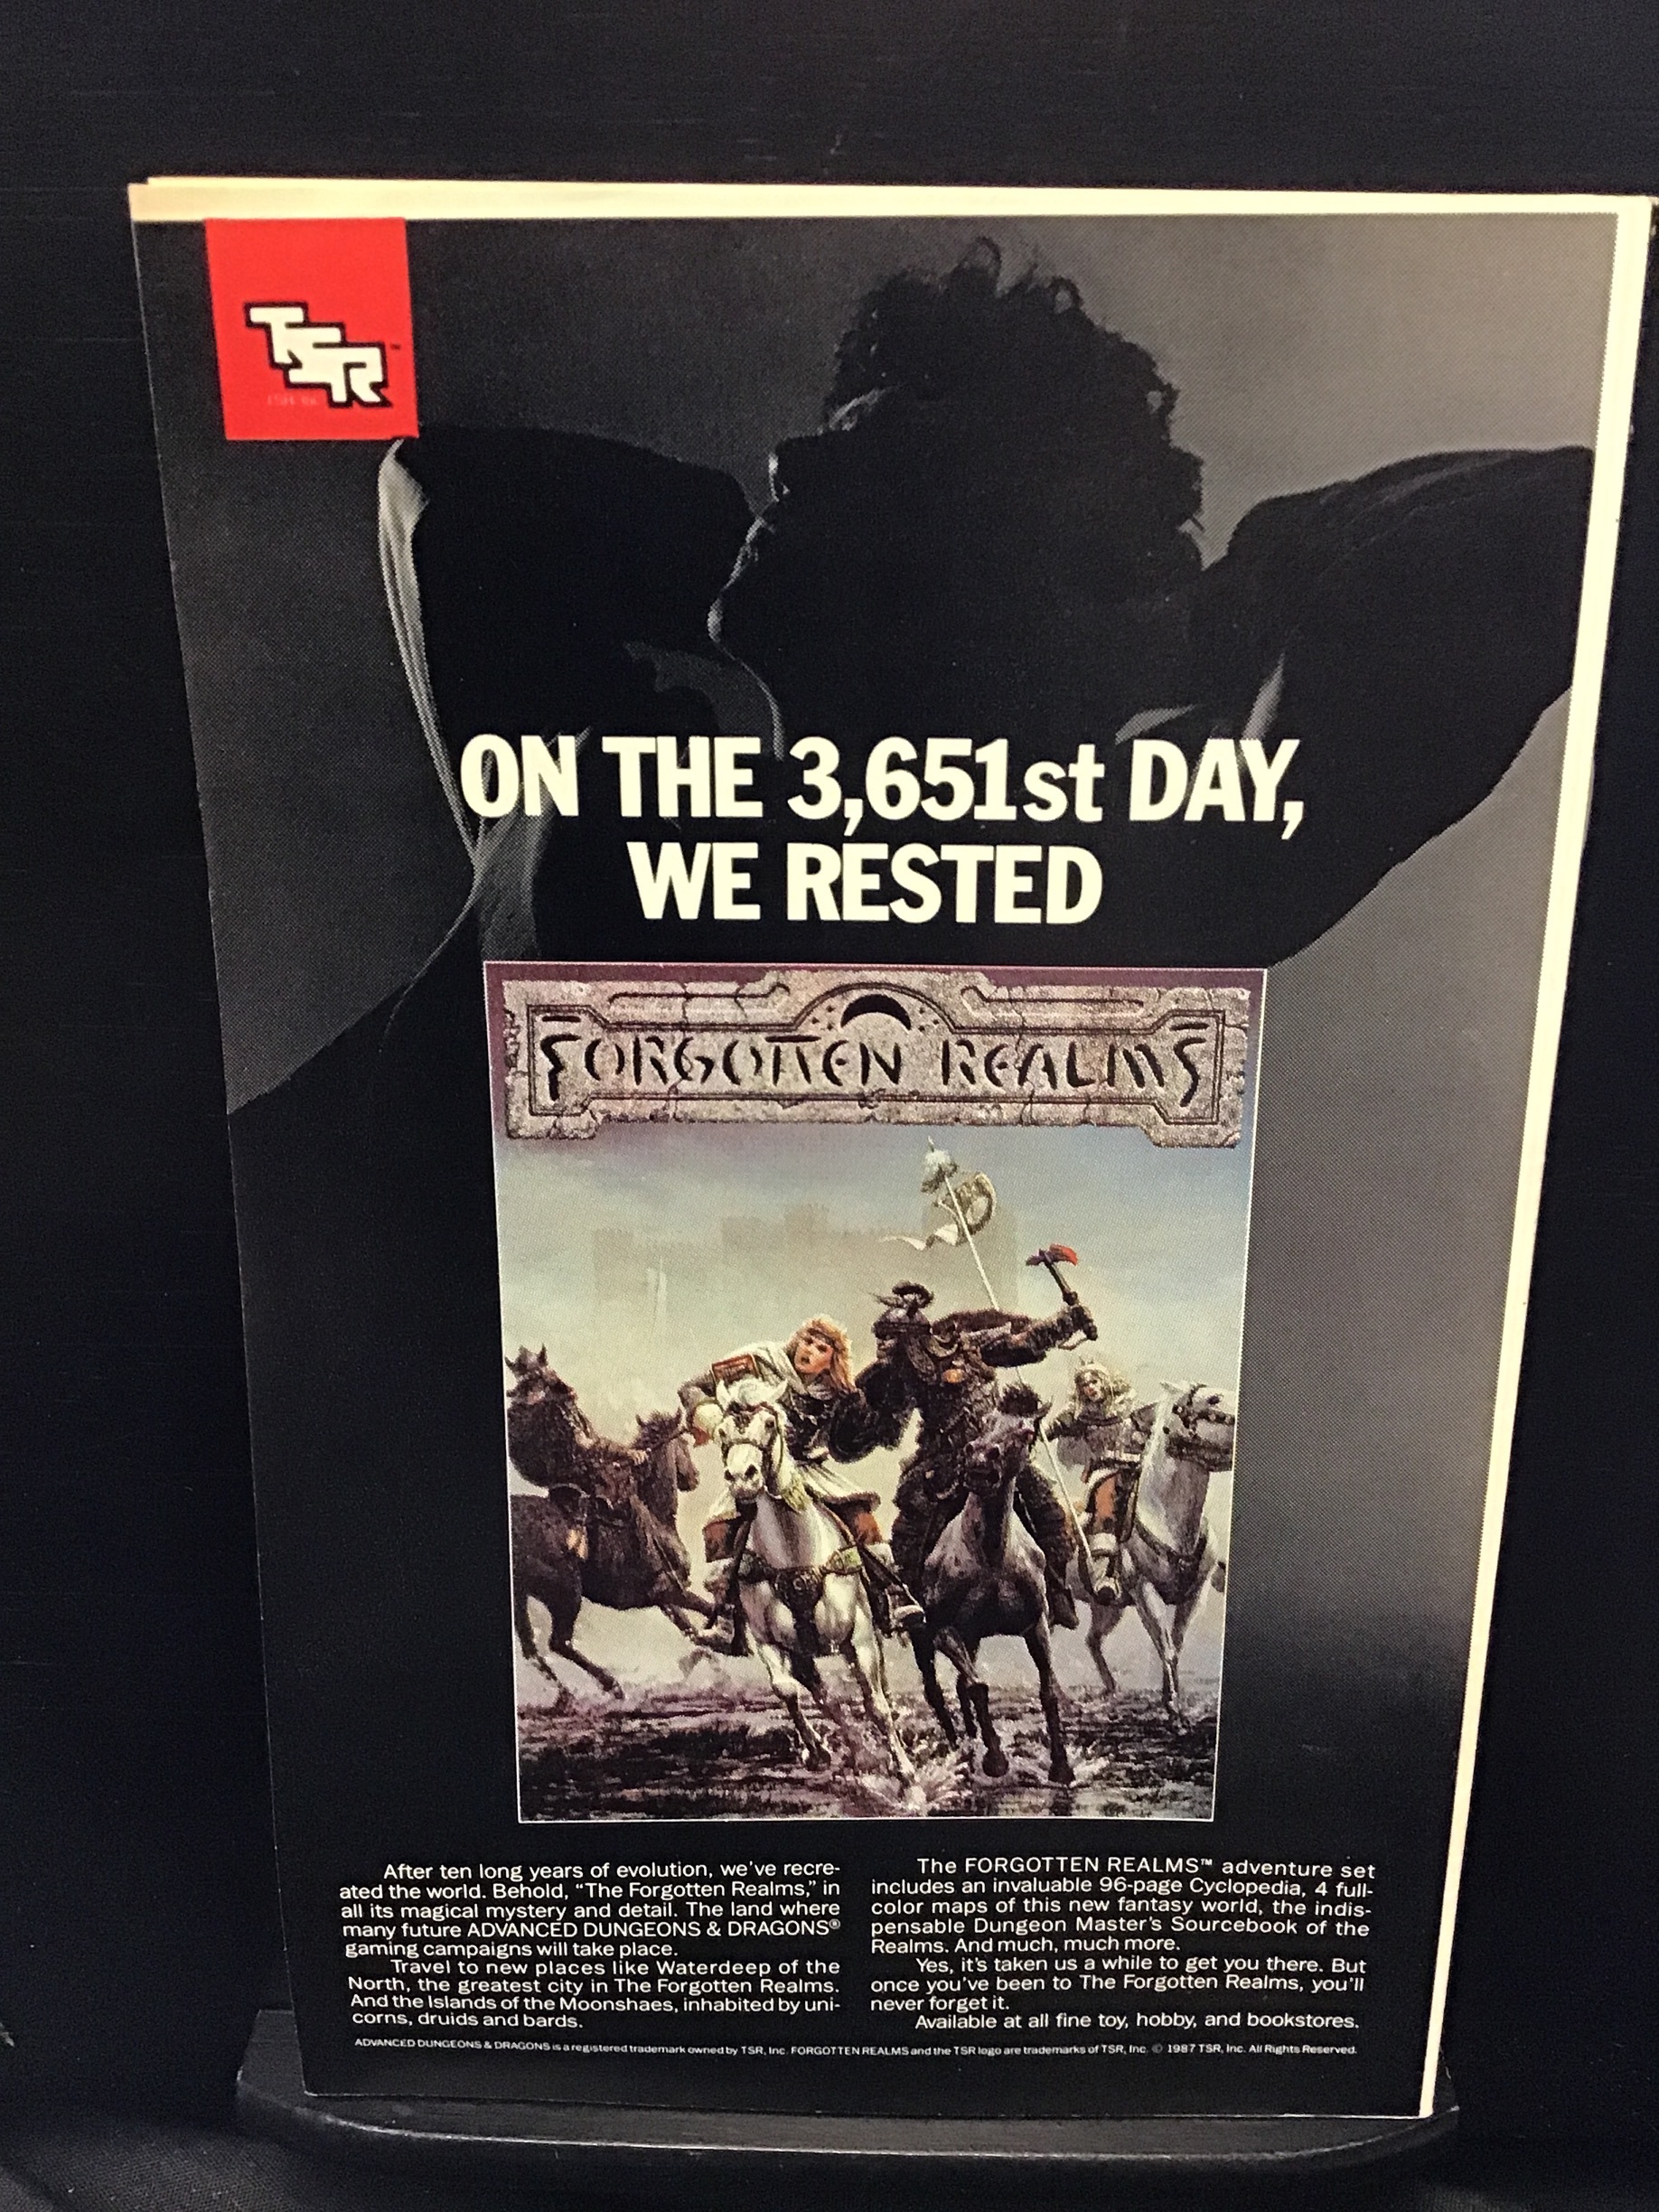 TSR™
ON THE 3,651st DAY,
WE RESTED
FORGOTTEN REALMS
After ten long years of evolution, we've recre-
ated the world. Behold, “The Forgotten Realms,” in
all its magical mystery and detail. The land where
many future ADVANCED DUNGEONS & DRAGONS®
gaming campaigns will take place.
Travel to new places like Waterdeep of the
North, the greatest city in The Forgotten Realms.
And the Islands of the Moonshaes, inhabited by uni-
corns, druids and bards.
The FORGOTTEN REALMS™ adventure set
includes an invaluable 96-page Cyclopedia, 4 full-
color maps of this new fantasy world, the indis-
pensable Dungeon Master's Sourcebook of the
Realms. And much, much more.
Yes, it's taken us a while to get you there. But
once you've been to The Forgotten Realms, you'll
never forget it.
Available at all fine toy, hobby, and bookstores.
ADVANCED DUNGEONS & DRAGONS is a registered trademark owned by TSR, Inc. FORGOTTEN REALMS and the TSR logo are trademarks of TSR, Inc. © 1987 TSR, Inc. All Rights Reserved.